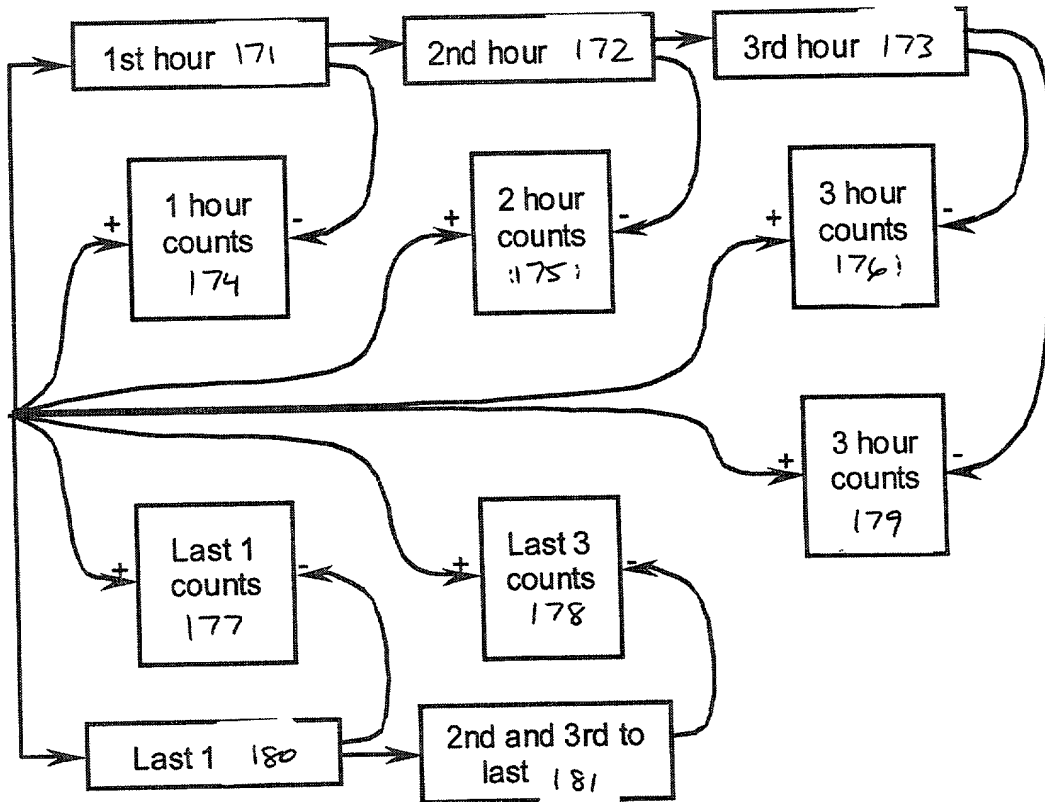 1st hour 171
2nd hour 172
3rd hour 173
+
1 hour
counts
174
-
+
2 hour
counts
175
-
+
3 hour
counts
176
-
+
3 hour
counts
179
-
+
Last 1
counts
177
-
+
Last 3
counts
178
-
Last 1 180
2nd and 3rd to
last 181